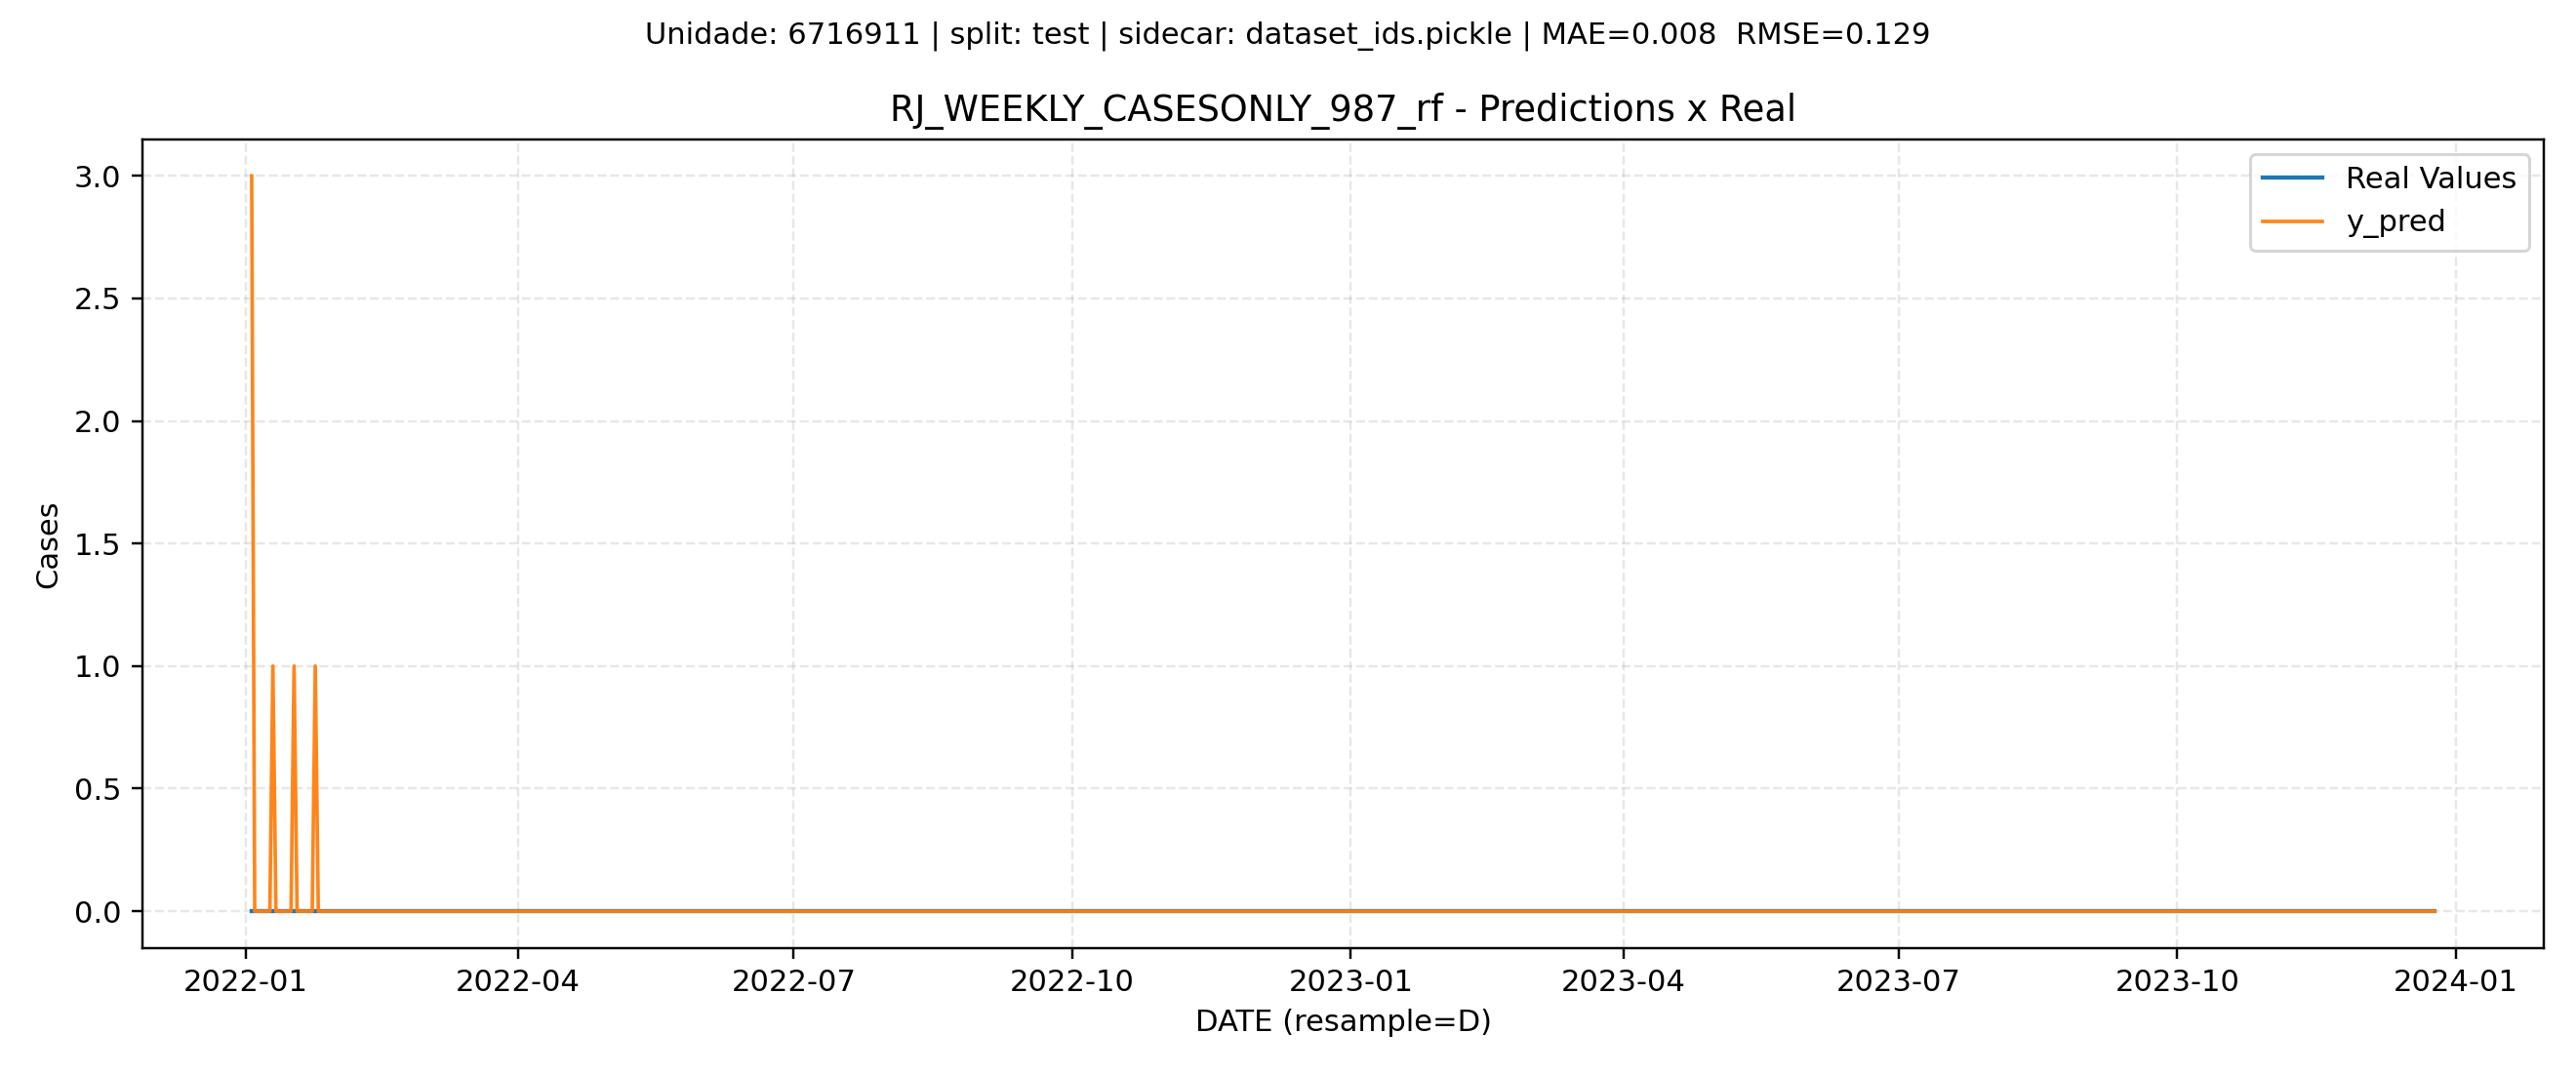 Unidade: 6716911 | split: test | sidecar: dataset_ids.pickle | MAE=0.008  RMSE=0.129
RJ_WEEKLY_CASESONLY_987_rf - Predictions x Real
Real Values
y_pred
Cases
3.0
2.5
2.0
1.5
1.0
0.5
0.0
2022-01 2022-04 2022-07 2022-10 2023-01 2023-04 2023-07 2023-10 2024-01
DATE (resample=D)